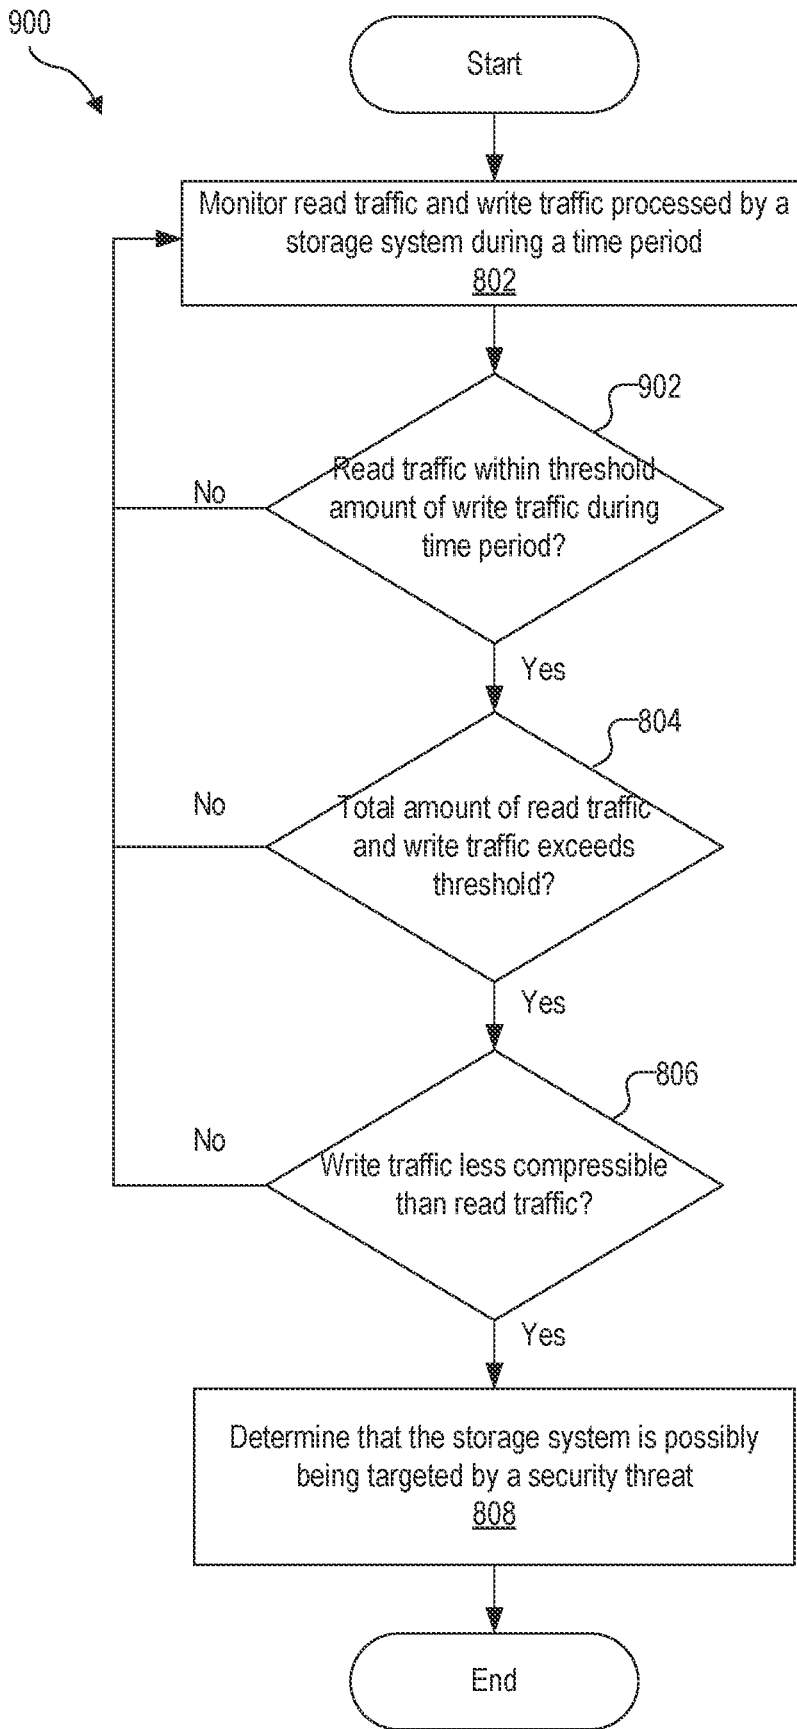 900
Start
Monitor read traffic and write traffic processed by a
storage system during a time period
802
902
Read traffic within threshold
amount of write traffic during
time period?
No
Yes
804
Total amount of read traffic
and write traffic exceeds
threshold?
No
Yes
806
Write traffic less compressible
than read traffic?
No
Yes
Determine that the storage system is possibly
being targeted by a security threat
808
End